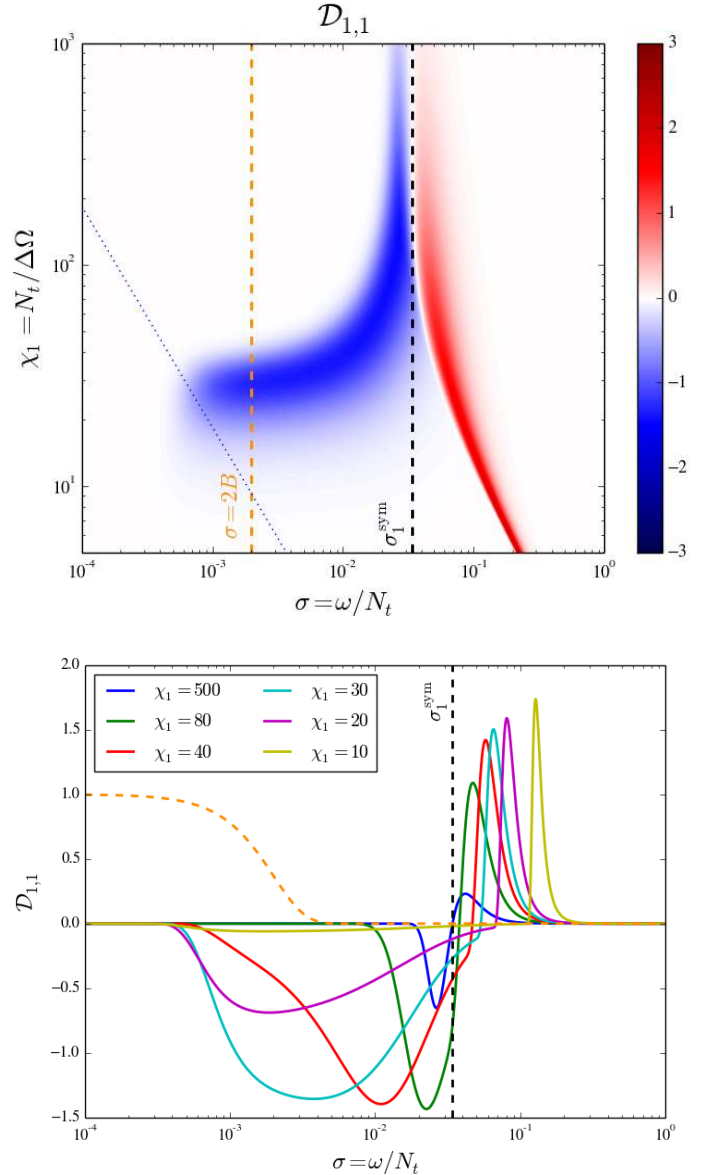 𝒟₁,₁
10³
10²
10¹
χ₁ = Nₜ/ΔΩ
σ = 2B
σ₁ˢʸᵐ
3
2
1
0
−1
−2
−3
10⁻⁴ 10⁻³ 10⁻² 10⁻¹ 10⁰
σ = ω/Nₜ
2.0
1.5
1.0
0.5
0.0
−0.5
−1.0
−1.5
𝒟₁,₁
χ₁ = 500 χ₁ = 30
χ₁ = 80 χ₁ = 20
χ₁ = 40 χ₁ = 10
σ₁ˢʸᵐ
10⁻⁴ 10⁻³ 10⁻² 10⁻¹ 10⁰
σ = ω/Nₜ